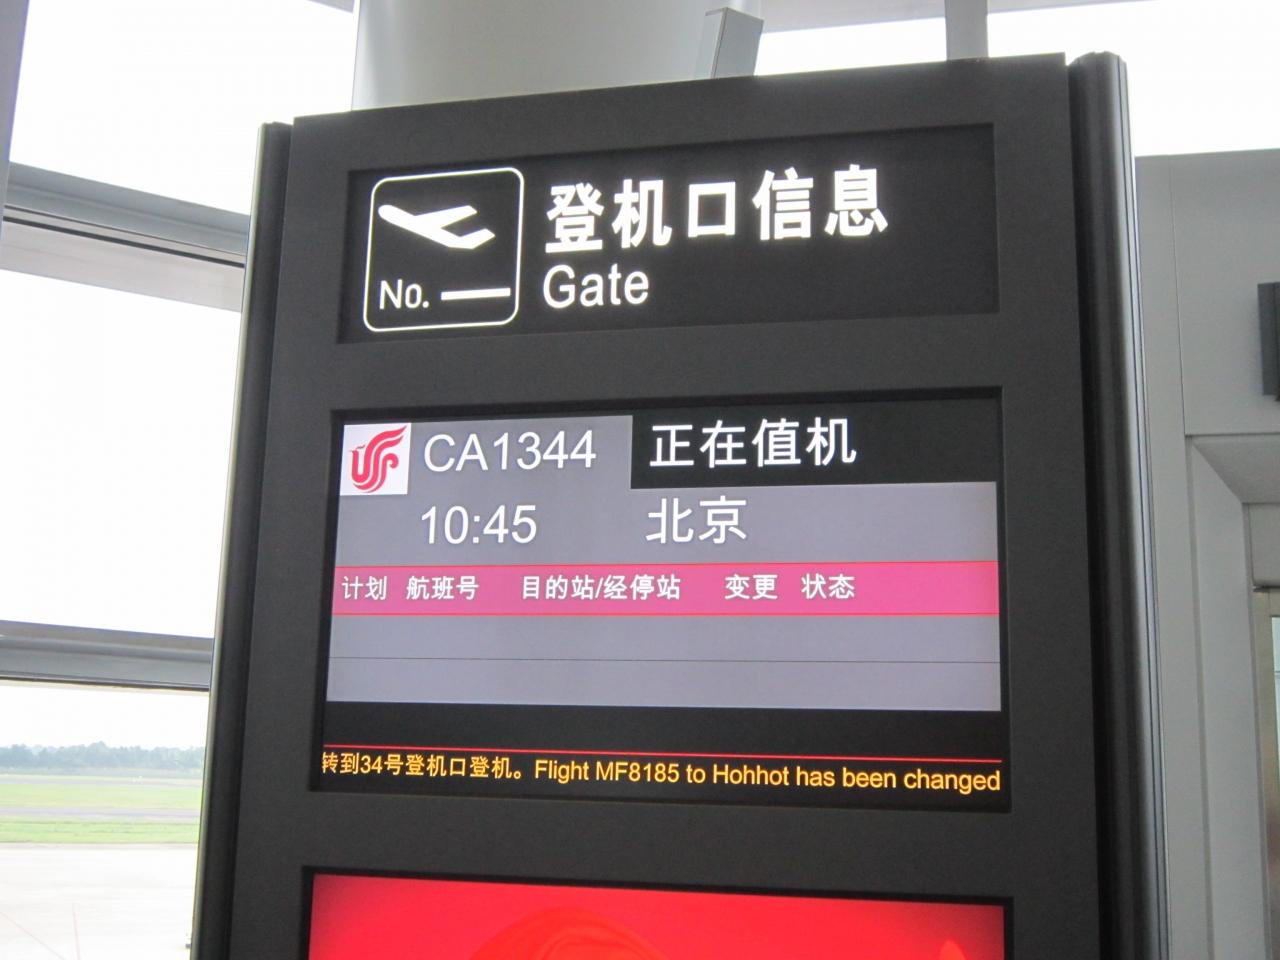 登机口信息
No.
Gate
CA1344 正在值机
10:45 北京
计划 航班号 目的站/经停站 变更 状态
转到34号登机口登机。Flight MF8185 to Hohhot has been changed